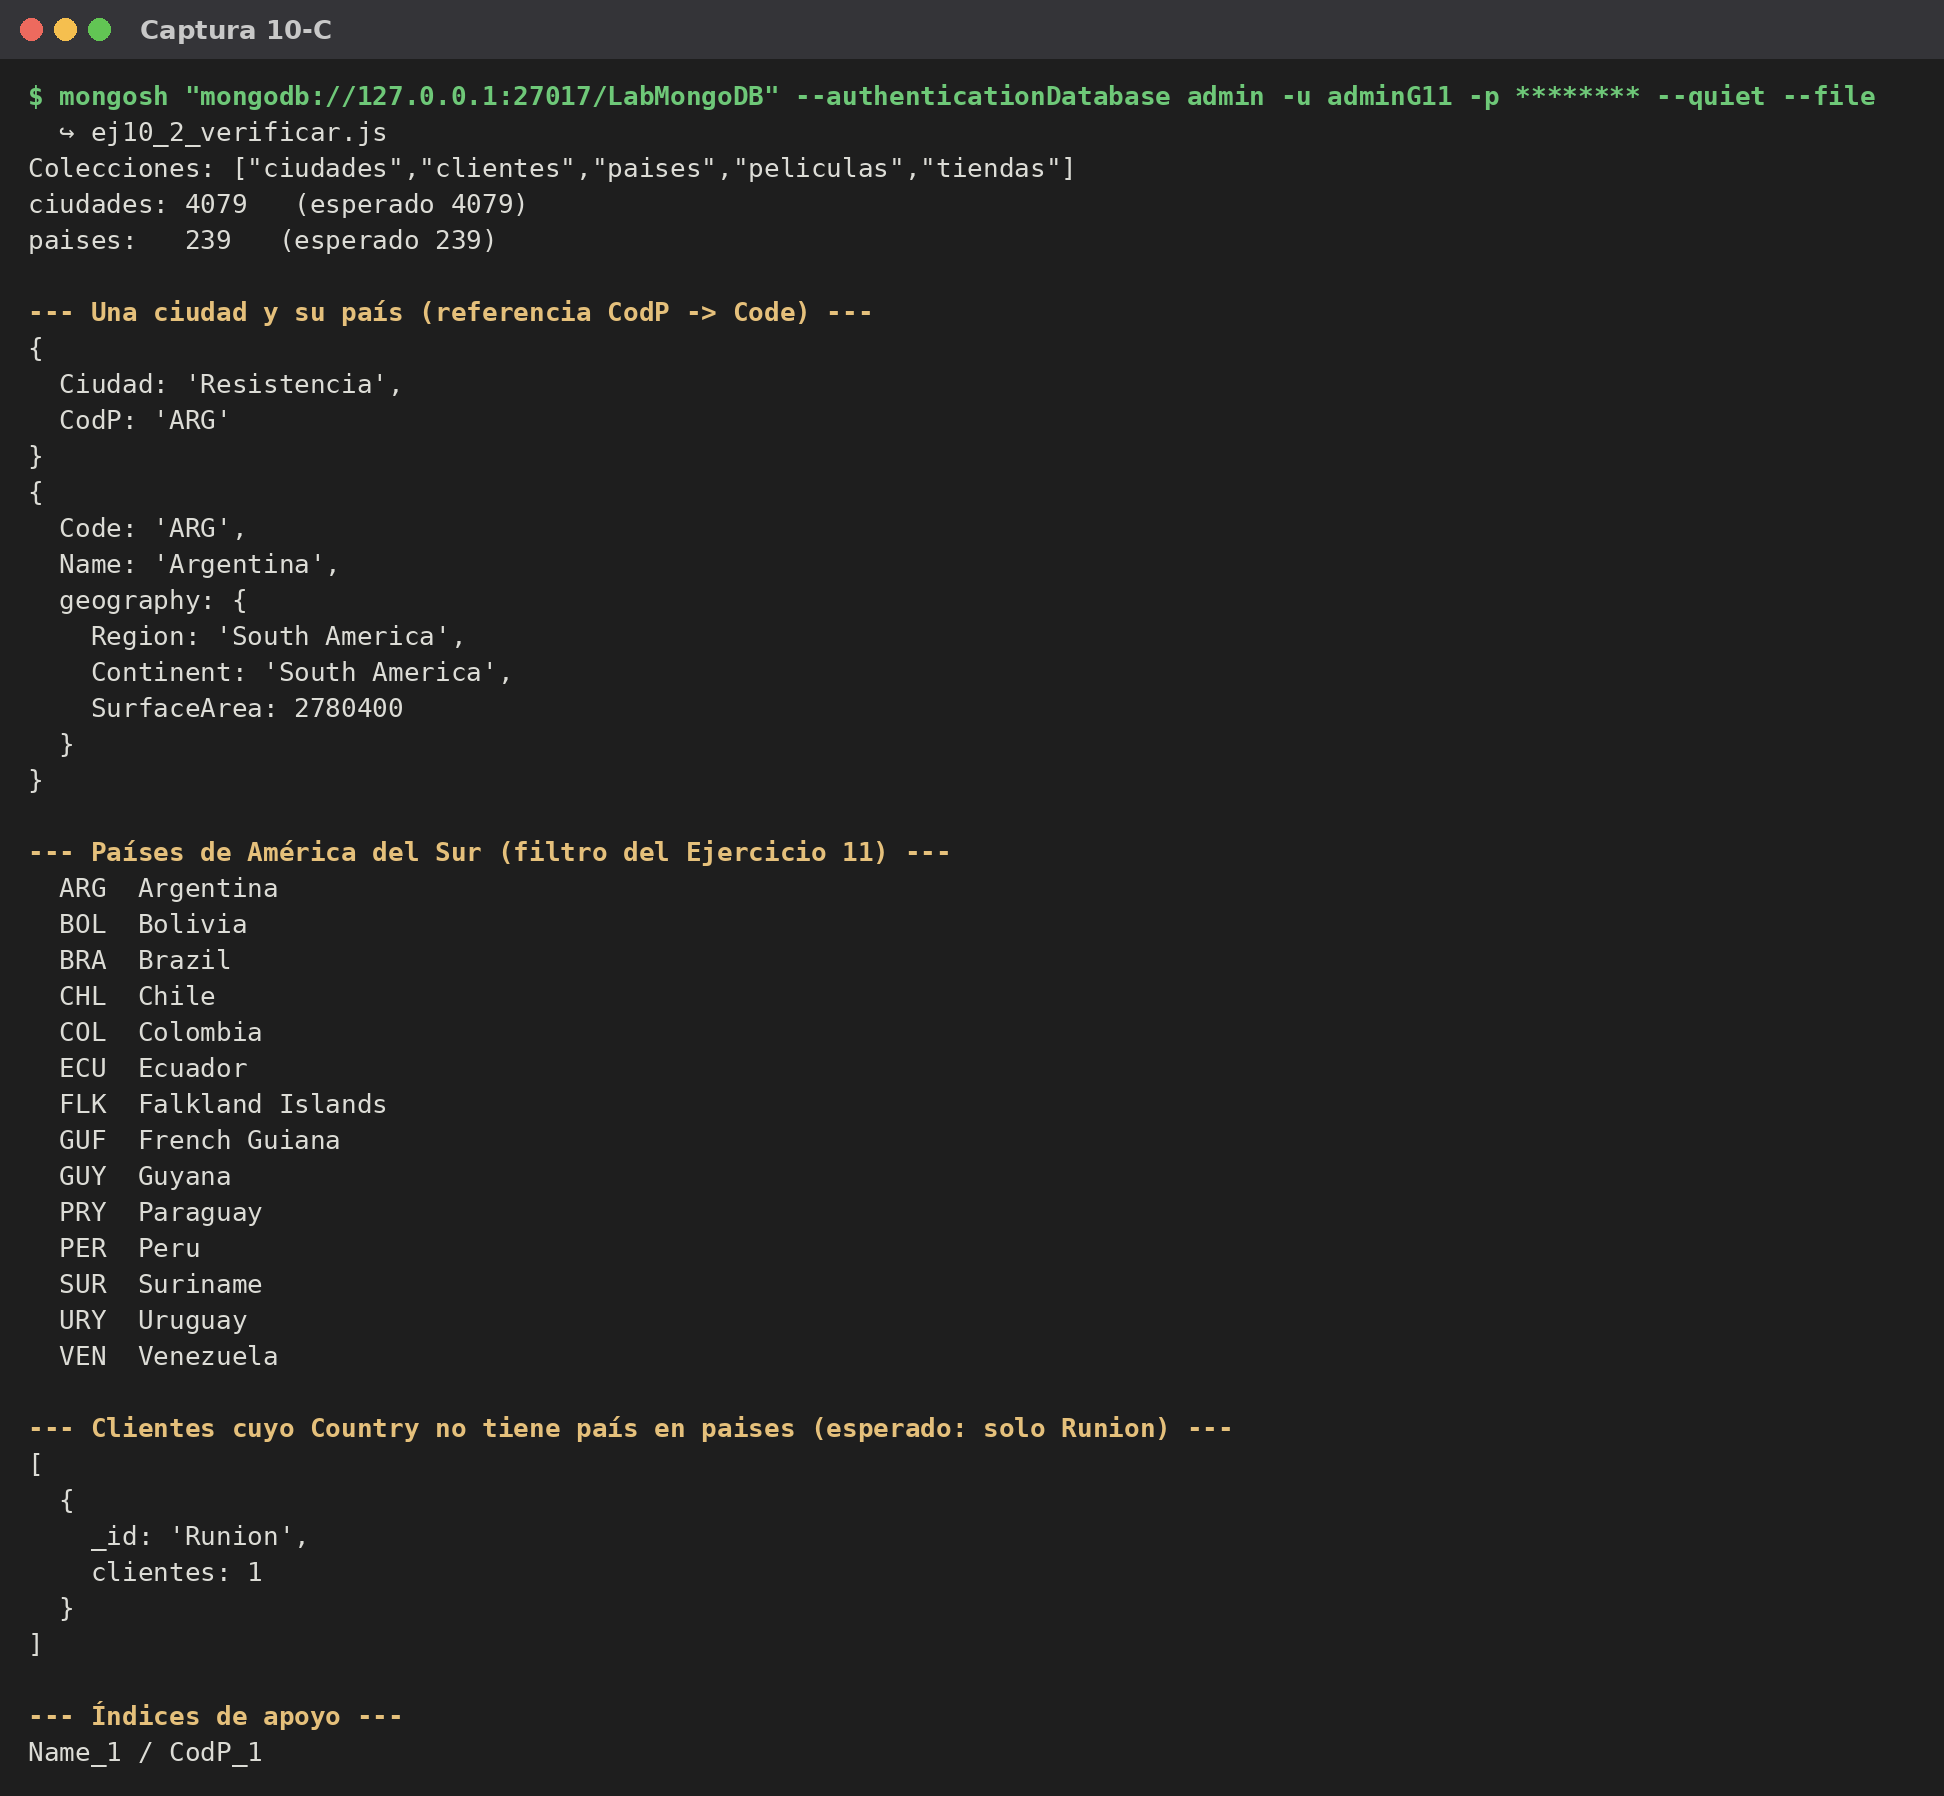 Captura 10-C
$ mongosh "mongodb://127.0.0.1:27017/LabMongoDB" --authenticationDatabase admin -u adminG11 -p ******** --quiet --file
  ↪ ej10_2_verificar.js
Colecciones: ["ciudades","clientes","paises","peliculas","tiendas"]
ciudades: 4079   (esperado 4079)
paises:   239   (esperado 239)

--- Una ciudad y su país (referencia CodP -> Code) ---
{
  Ciudad: 'Resistencia',
  CodP: 'ARG'
}
{
  Code: 'ARG',
  Name: 'Argentina',
  geography: {
    Region: 'South America',
    Continent: 'South America',
    SurfaceArea: 2780400
  }
}

--- Países de América del Sur (filtro del Ejercicio 11) ---
  ARG  Argentina
  BOL  Bolivia
  BRA  Brazil
  CHL  Chile
  COL  Colombia
  ECU  Ecuador
  FLK  Falkland Islands
  GUF  French Guiana
  GUY  Guyana
  PRY  Paraguay
  PER  Peru
  SUR  Suriname
  URY  Uruguay
  VEN  Venezuela

--- Clientes cuyo Country no tiene país en paises (esperado: solo Runion) ---
[
  {
    _id: 'Runion',
    clientes: 1
  }
]

--- Índices de apoyo ---
Name_1 / CodP_1